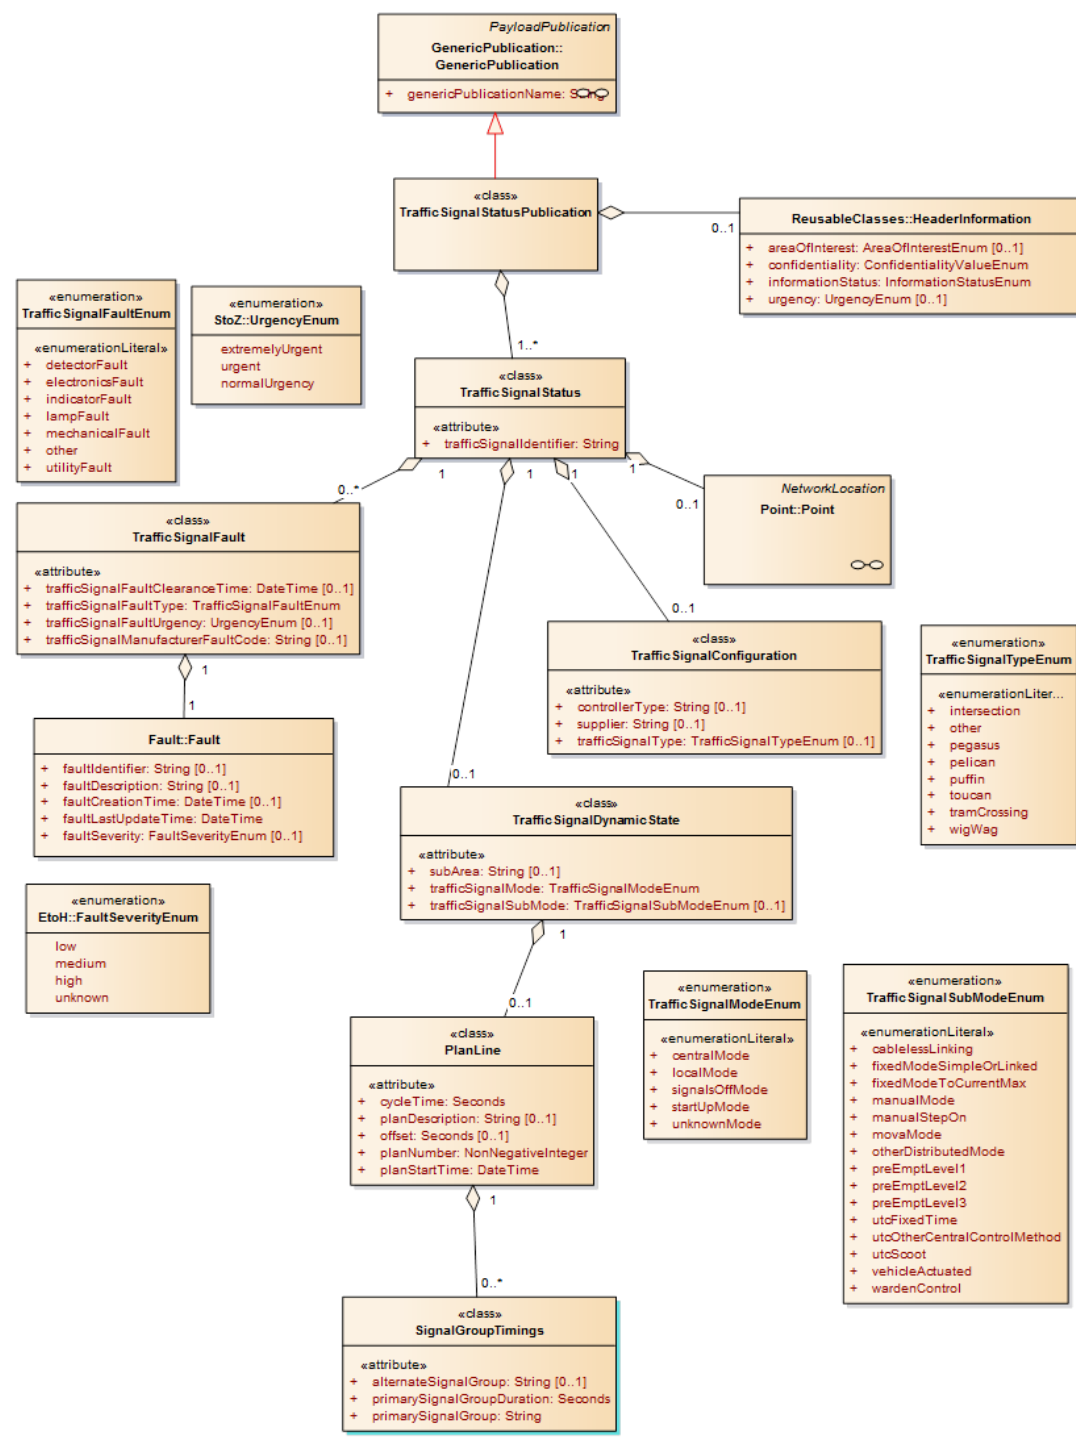 PayloadPublication
GenericPublication::
GenericPublication
+ genericPublicationName: String
«class»
TrafficSignalStatusPublication
0..1
ReusableClasses::HeaderInformation
+ areaOfInterest: AreaOfInterestEnum [0..1]
+ confidentiality: ConfidentialityValueEnum
+ informationStatus: InformationStatusEnum
+ urgency: UrgencyEnum [0..1]
«enumeration»
TrafficSignalFaultEnum
«enumerationLiteral»
+ detectorFault
+ electronicsFault
+ indicatorFault
+ lampFault
+ mechanicalFault
+ other
+ utilityFault
«enumeration»
StoZ::UrgencyEnum
extremelyUrgent
urgent
normalUrgency
1..*
«class»
TrafficSignalStatus
«attribute»
+ trafficSignalIdentifier: String
1
1
1
1
0..*
0..1
NetworkLocation
Point::Point
«class»
TrafficSignalFault
«attribute»
+ trafficSignalFaultClearanceTime: DateTime [0..1]
+ trafficSignalFaultType: TrafficSignalFaultEnum
+ trafficSignalFaultUrgency: UrgencyEnum [0..1]
+ trafficSignalManufacturerFaultCode: String [0..1]
1
1
0..1
«class»
TrafficSignalConfiguration
«attribute»
+ controllerType: String [0..1]
+ supplier: String [0..1]
+ trafficSignalType: TrafficSignalTypeEnum [0..1]
«enumeration»
TrafficSignalTypeEnum
«enumerationLiter...
+ intersection
+ other
+ pegasus
+ pelican
+ puffin
+ toucan
+ tramCrossing
+ wigWag
Fault::Fault
+ faultIdentifier: String [0..1]
+ faultDescription: String [0..1]
+ faultCreationTime: DateTime [0..1]
+ faultLastUpdateTime: DateTime
+ faultSeverity: FaultSeverityEnum [0..1]
0..1
«class»
TrafficSignalDynamicState
«attribute»
+ subArea: String [0..1]
+ trafficSignalMode: TrafficSignalModeEnum
+ trafficSignalSubMode: TrafficSignalSubModeEnum [0..1]
«enumeration»
EtoH::FaultSeverityEnum
low
medium
high
unknown
1
0..1
«class»
PlanLine
«attribute»
+ cycleTime: Seconds
+ planDescription: String [0..1]
+ offset: Seconds [0..1]
+ planNumber: NonNegativeInteger
+ planStartTime: DateTime
«enumeration»
TrafficSignalModeEnum
«enumerationLiteral»
+ centralMode
+ localMode
+ signalsOffMode
+ startUpMode
+ unknownMode
«enumeration»
TrafficSignalSubModeEnum
«enumerationLiteral»
+ cablelessLinking
+ fixedModeSimpleOrLinked
+ fixedModeToCurrentMax
+ manualMode
+ manualStepOn
+ movaMode
+ otherDistributedMode
+ preEmptLevel1
+ preEmptLevel2
+ preEmptLevel3
+ utcFixedTime
+ utcOtherCentralControlMethod
+ utcScoot
+ vehicleActuated
+ wardenControl
1
0..*
«class»
SignalGroupTimings
«attribute»
+ alternateSignalGroup: String [0..1]
+ primarySignalGroupDuration: Seconds
+ primarySignalGroup: String